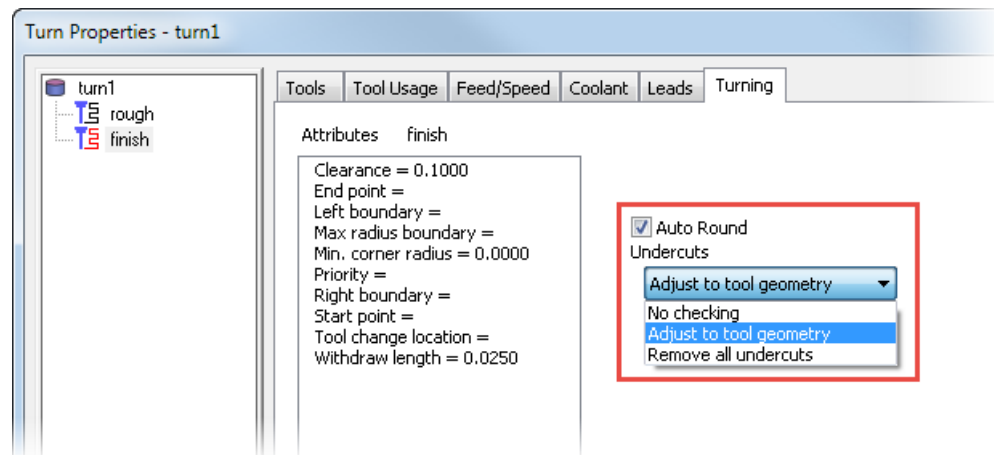 Turn Properties - turn1
turn1
rough
finish
Tools Tool Usage Feed/Speed Coolant Leads Turning
Attributes finish
Clearance = 0.1000
End point =
Left boundary =
Max radius boundary =
Min. corner radius = 0.0000
Priority =
Right boundary =
Start point =
Tool change location =
Withdraw length = 0.0250
Auto Round
Undercuts
Adjust to tool geometry
No checking
Adjust to tool geometry
Remove all undercuts